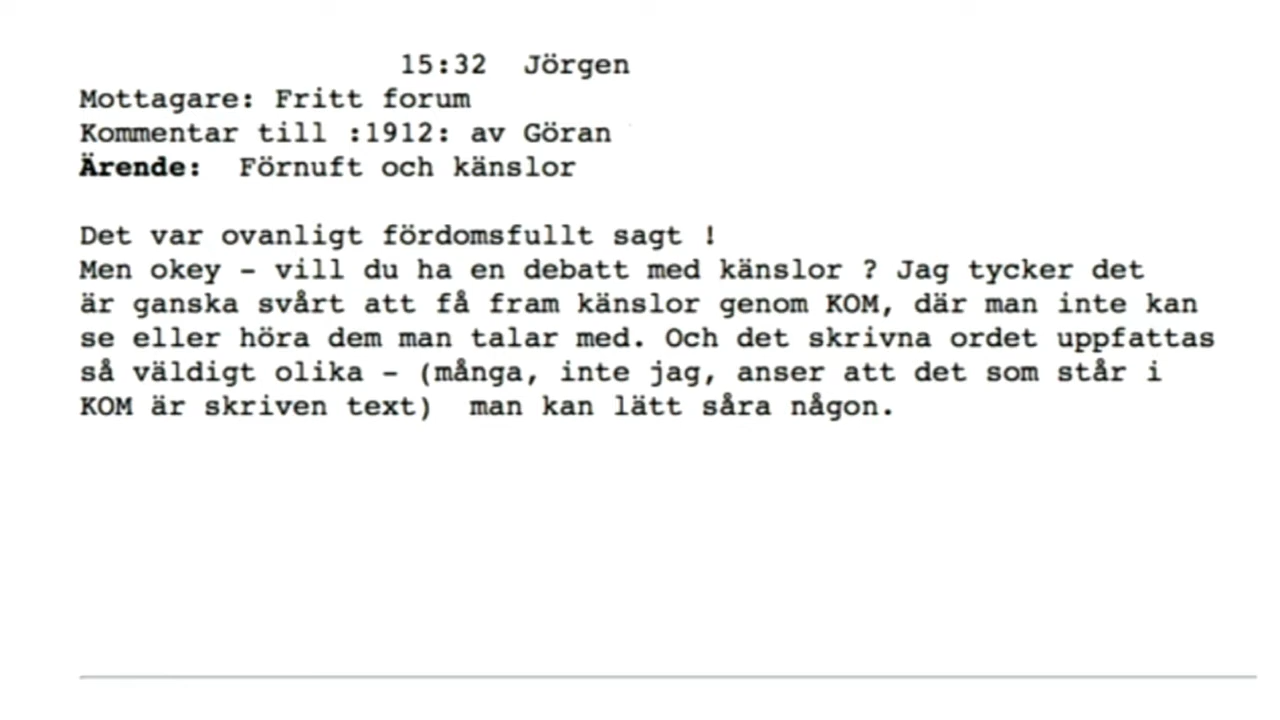 15:32  Jörgen
Mottagare: Fritt forum
Kommentar till :1912: av Göran
Ärende:  Förnuft och känslor
Det var ovanligt fördomsfullt sagt !
Men okey - vill du ha en debatt med känslor ? Jag tycker det
är ganska svårt att få fram känslor genom KOM, där man inte kan
se eller höra dem man talar med. Och det skrivna ordet uppfattas
så väldigt olika - (många, inte jag, anser att det som står i
KOM är skriven text)  man kan lätt såra någon.